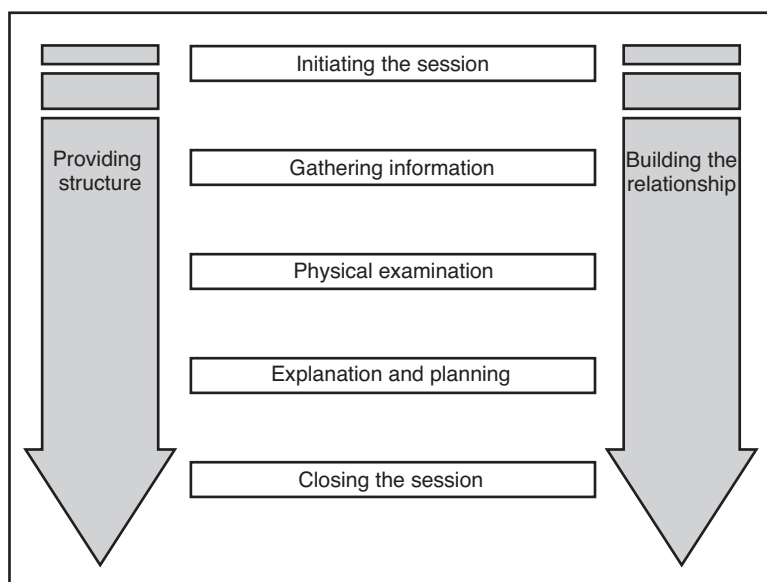 Initiating the session
Providing
structure
Gathering information
Building the
relationship
Physical examination
Explanation and planning
Closing the session